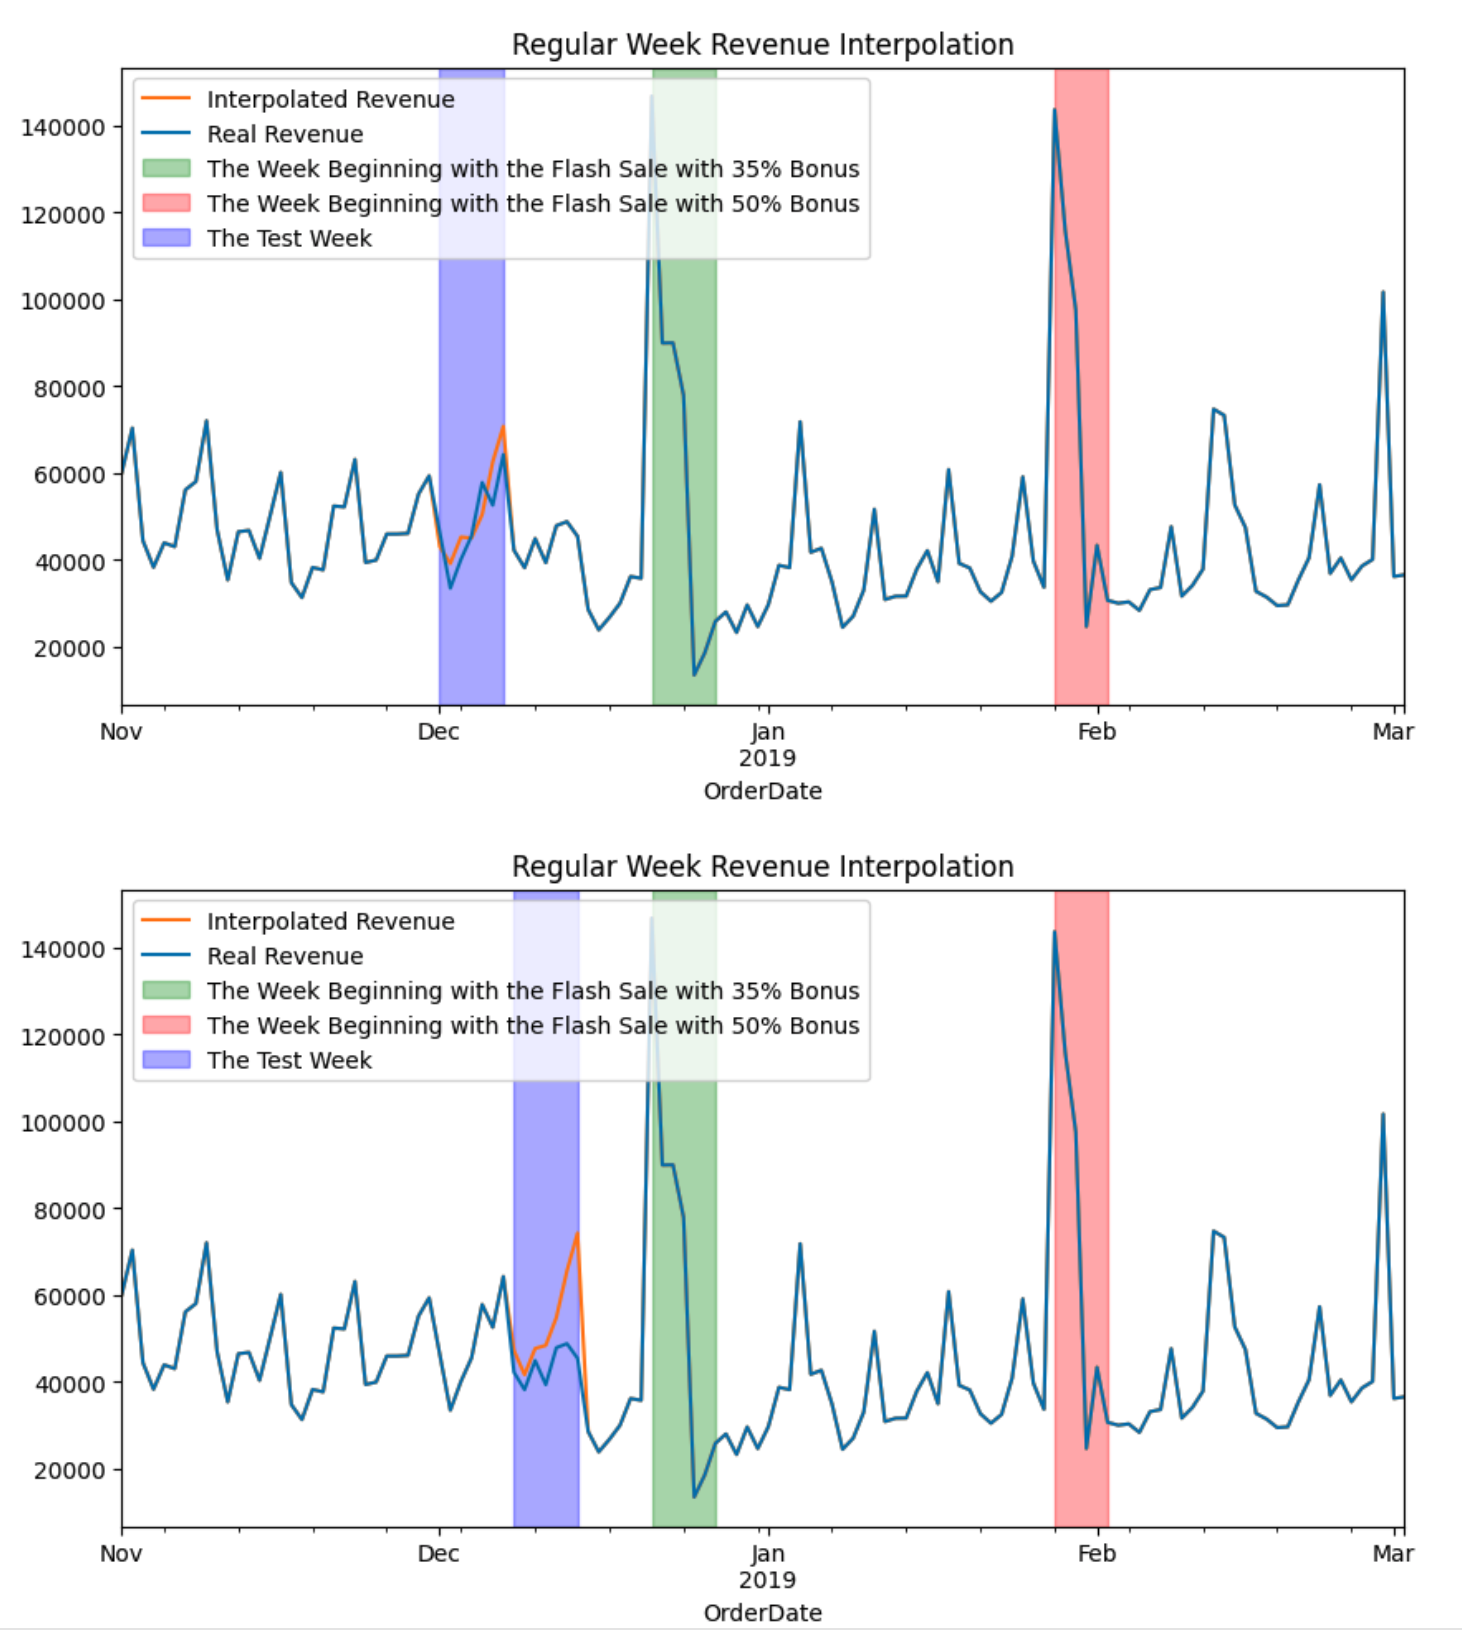 Regular Week Revenue Interpolation
Interpolated Revenue
Real Revenue
The Week Beginning with the Flash Sale with 35% Bonus
The Week Beginning with the Flash Sale with 50% Bonus
The Test Week
140000
120000
100000
80000
60000
40000
20000
Nov Dec Jan Feb Mar
2019
OrderDate
Regular Week Revenue Interpolation
Interpolated Revenue
Real Revenue
The Week Beginning with the Flash Sale with 35% Bonus
The Week Beginning with the Flash Sale with 50% Bonus
The Test Week
140000
120000
100000
80000
60000
40000
20000
Nov Dec Jan Feb Mar
2019
OrderDate